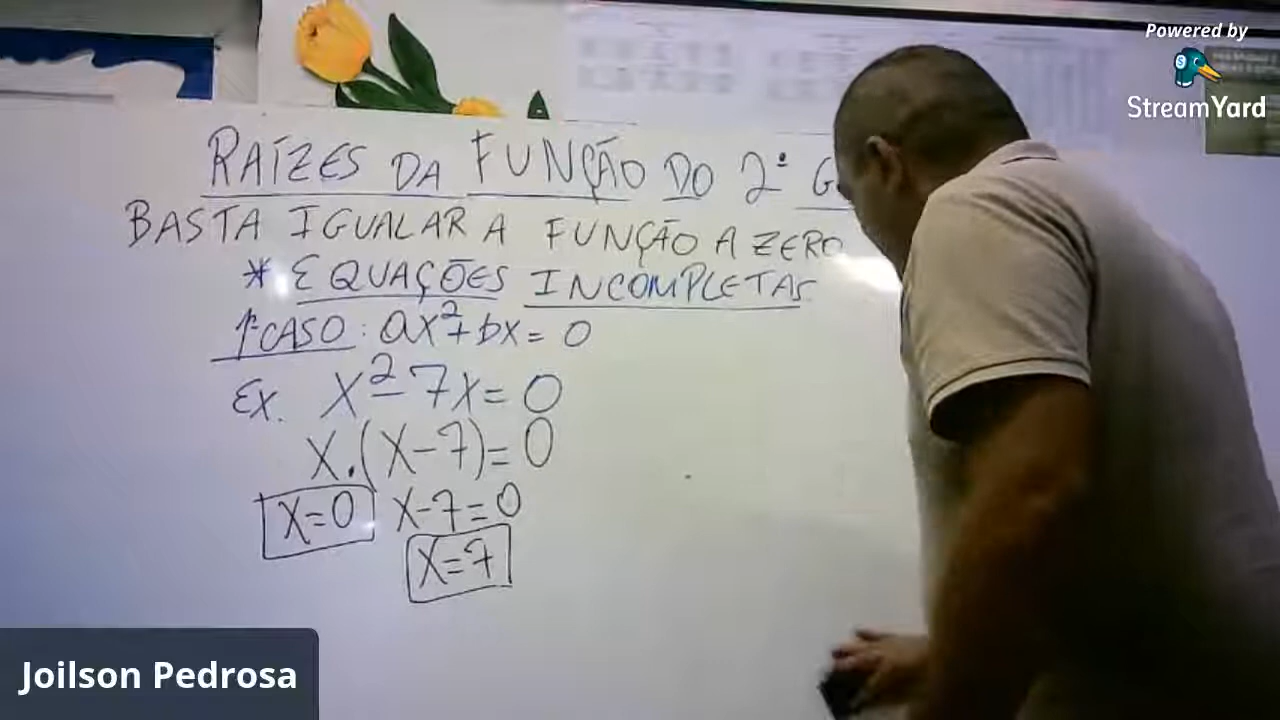 Powered by
StreamYard
RAÍZES DA FUNÇÃO DO 2º G
BASTA IGUALAR A FUNÇÃO A ZERO
* EQUAÇÕES INCOMPLETAS
1º CASO: ax²+bx=0
Ex. x²-7x=0
x.(x-7)=0
x=0 x-7=0
x=7
Joilson Pedrosa